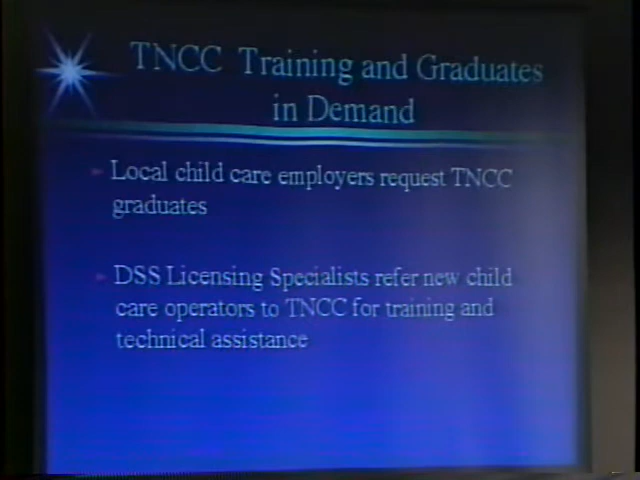 TNCC Training and Graduates
in Demand
Local child care employers request TNCC
graduates
DSS Licensing Specialists refer new child
care operators to TNCC for training and
technical assistance